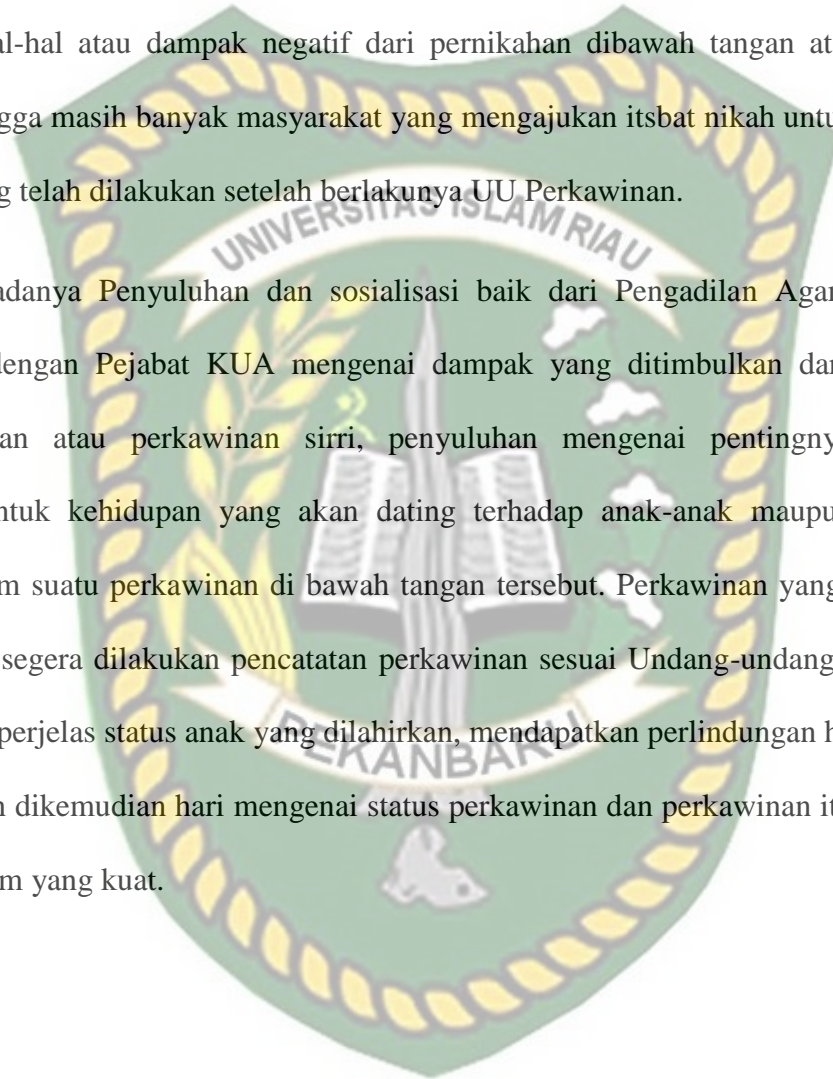 al-hal atau dampak negatif dari pernikahan dibawah tangan at
gga masih banyak masyarakat yang mengajukan itsbat nikah untu
g telah dilakukan setelah berlakunya UU Perkawinan.
UNIVERSITAS ISLAM RIAU
adanya Penyuluhan dan sosialisasi baik dari Pengadilan Agar
dengan Pejabat KUA mengenai dampak yang ditimbulkan dar
an atau perkawinan sirri, penyuluhan mengenai pentingny
ntuk kehidupan yang akan dating terhadap anak-anak maupu
m suatu perkawinan di bawah tangan tersebut. Perkawinan yang
segera dilakukan pencatatan perkawinan sesuai Undang-undang
perjelas status anak yang dilahirkan, mendapatkan perlindungan h
PEKANBARU
n dikemudian hari mengenai status perkawinan dan perkawinan it
m yang kuat.